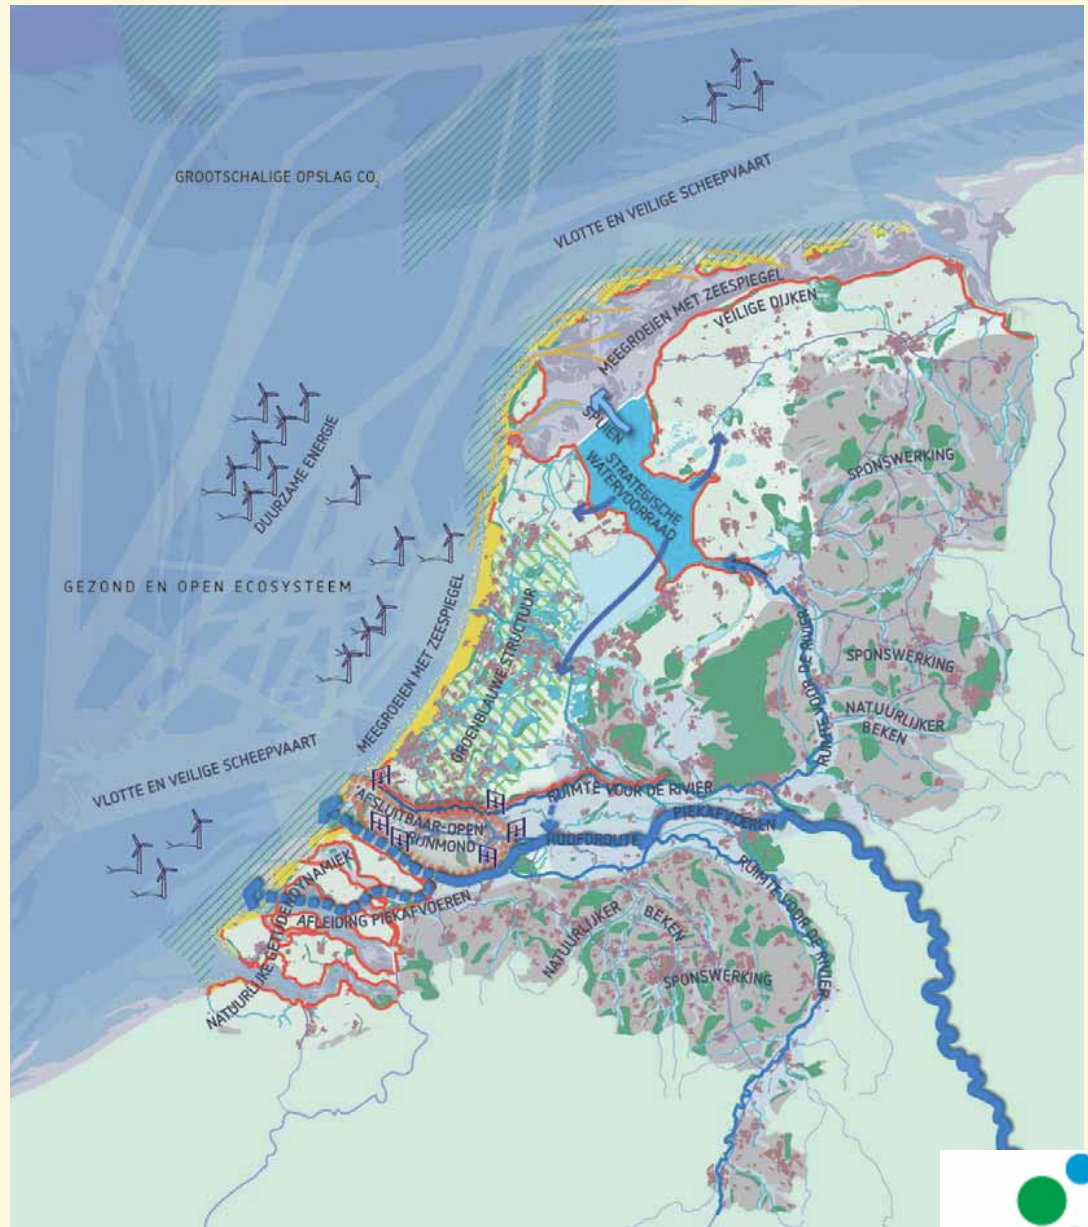 GROOTSCHALIGE OPSLAG CO₂
VLOTTE EN VEILIGE SCHEEPVAART
MEEGROEIEN MET ZEESPIEGEL
VEILIGE DIJKEN
SPUIEN
STRATEGISCHE
WATERVOORRAAD
SPONSWERKING
DUURZAME ENERGIE
GEZOND EN OPEN ECOSYSTEEM
MEEGROEIEN MET ZEESPIEGEL
GROENBLAUWE STRUCTUUR
RUIMTE VOOR DE RIVIER
SPONSWERKING
NATUURLIJKER
BEKEN
VLOTTE EN VEILIGE SCHEEPVAART
RUIMTE VOOR DE RIVIER
'AFSLUITBAAR-OPEN'
RIJNMOND
HOOFDROUTE
PIEKAFVOEREN
RUIMTE VOOR DE RIVIER
NATUURLIJKE GETIJDENDYNAMIEK
AFLEIDING PIEKAFVOEREN
NATUURLIJKER
BEKEN
SPONSWERKING